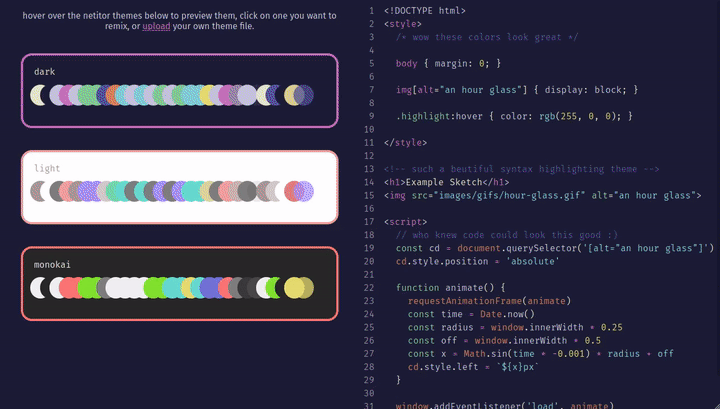 hover over the netitor themes below to preview them, click on one you want to
remix, or upload your own theme file.
dark
light
monokai
1 <!DOCTYPE html>
2 <style>
3 /* wow these colors look great */
4
5 body { margin: 0; }
6
7 img[alt="an hour glass"] { display: block; }
8
9 .highlight:hover { color: rgb(255, 0, 0); }
10
11 </style>
12
13 <!-- such a beutiful syntax highlighting theme -->
14 <h1>Example Sketch</h1>
15 <img src="images/gifs/hour-glass.gif" alt="an hour glass">
16
17 <script>
18 // who knew code could look this good :)
19 const cd = document.querySelector('[alt="an hour glass"]')
20 cd.style.position = 'absolute'
21
22 function animate() {
23 requestAnimationFrame(animate)
24 const time = Date.now()
25 const radius = window.innerWidth * 0.25
26 const off = window.innerWidth * 0.5
27 const x = Math.sin(time * -0.001) * radius + off
28 cd.style.left = `${x}px`
29 }
30
31 window.addEventListener('load', animate)